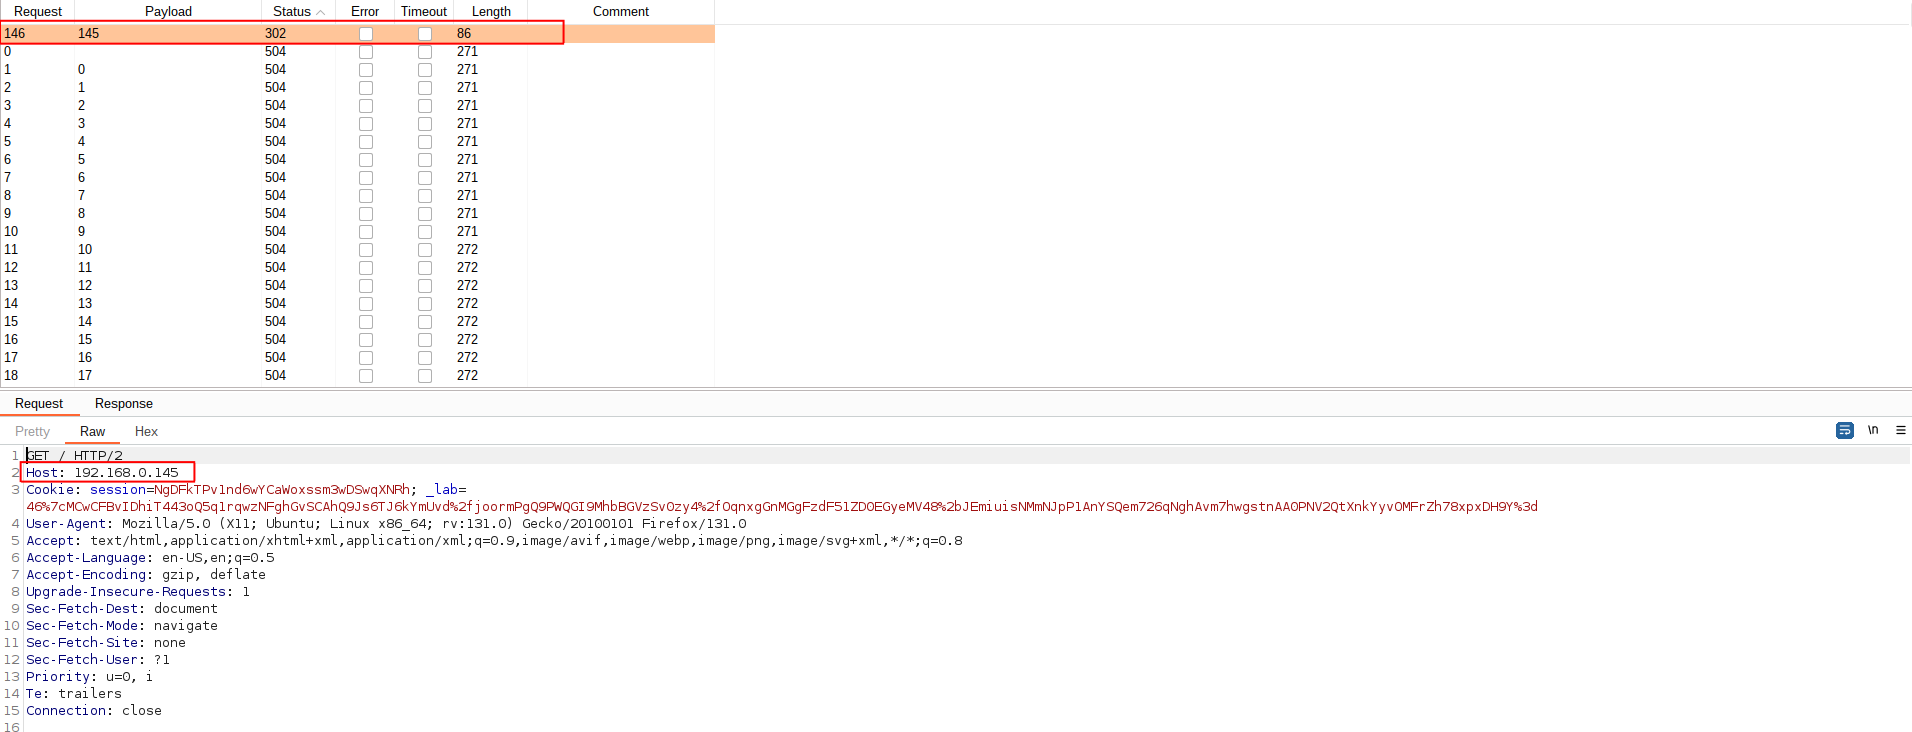 Request Payload Status Error Timeout Length Comment
146 145 302 86
0 504 271
1 0 504 271
2 1 504 271
3 2 504 271
4 3 504 271
5 4 504 271
6 5 504 271
7 6 504 271
8 7 504 271
9 8 504 271
10 9 504 271
11 10 504 272
12 11 504 272
13 12 504 272
14 13 504 272
15 14 504 272
16 15 504 272
17 16 504 272
18 17 504 272
Request Response
Pretty Raw Hex \n
1 GET / HTTP/2
2 Host: 192.168.0.145
3 Cookie: session=NgDFkTPv1nd6wYCaWoxssm3wDSwqXNRh; _lab=
46%7cMCwCFBvIDhiT443oQ5q1rqwzNFghGvSCAhQ9Js6TJ6kYmUvd%2fjoormPgQ9PWQGI9MhbBGVzSv0zy4%2fOqnxgGnMGgFzdF51ZD0EGyeMV48%2bJEmiuisNMmNJpP1AnYSQem726qNghAvm7hwgstnAAOPNV2QtXnkYyvOMFrZh78xpxDH9Y%3d
4 User-Agent: Mozilla/5.0 (X11; Ubuntu; Linux x86_64; rv:131.0) Gecko/20100101 Firefox/131.0
5 Accept: text/html,application/xhtml+xml,application/xml;q=0.9,image/avif,image/webp,image/png,image/svg+xml,*/*;q=0.8
6 Accept-Language: en-US,en;q=0.5
7 Accept-Encoding: gzip, deflate
8 Upgrade-Insecure-Requests: 1
9 Sec-Fetch-Dest: document
10 Sec-Fetch-Mode: navigate
11 Sec-Fetch-Site: none
12 Sec-Fetch-User: ?1
13 Priority: u=0, i
14 Te: trailers
15 Connection: close
16